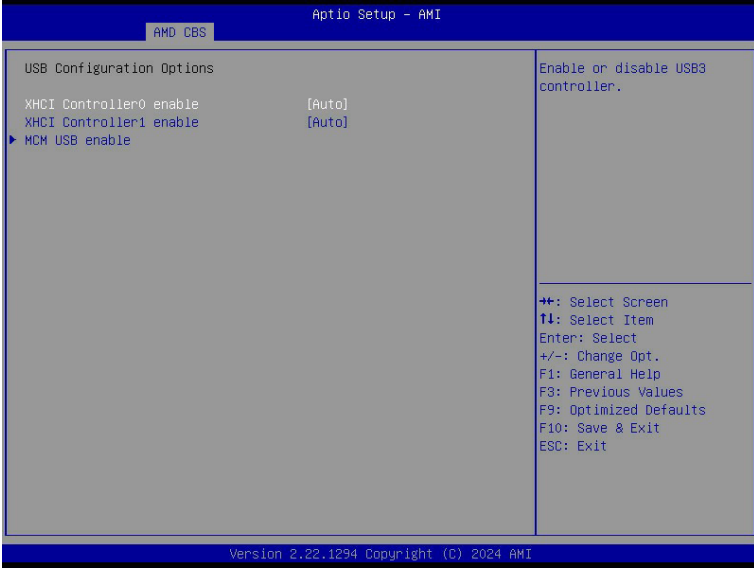 Aptio Setup – AMI
AMD CBS
USB Configuration Options
XHCI Controller0 enable [Auto]
XHCI Controller1 enable [Auto]
MCM USB enable
Enable or disable USB3
controller.
→←: Select Screen
↑↓: Select Item
Enter: Select
+/-: Change Opt.
F1: General Help
F3: Previous Values
F9: Optimized Defaults
F10: Save & Exit
ESC: Exit
Version 2.22.1294 Copyright (C) 2024 AMI